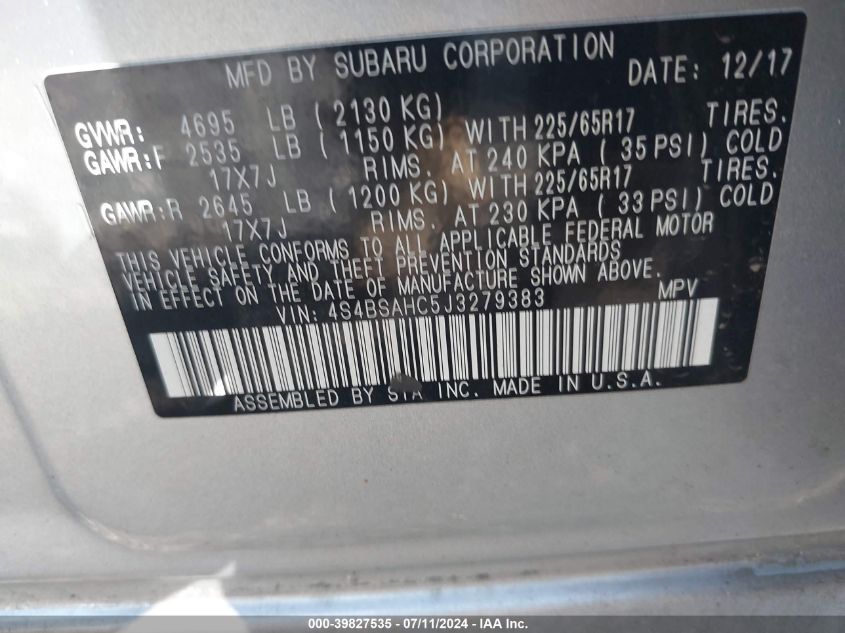 MFD BY SUBARU CORPORATION DATE: 12/17
GVWR: 4695 LB ( 2130 KG)
GAWR:F 2535 LB ( 1150 KG) WITH 225/65R17 TIRES.
17X7J RIMS. AT 240 KPA ( 35 PSI) COLD
GAWR:R 2645 LB ( 1200 KG) WITH 225/65R17 TIRES.
17X7J RIMS. AT 230 KPA ( 33 PSI) COLD
THIS VEHICLE CONFORMS TO ALL APPLICABLE FEDERAL MOTOR
VEHICLE SAFETY AND THEFT PREVENTION STANDARDS
IN EFFECT ON THE DATE OF MANUFACTURE SHOWN ABOVE.
VIN: 4S4BSAHC5J3279383 MPV
ASSEMBLED BY SIA INC. MADE IN U.S.A.
000-39827535 - 07/11/2024 - IAA Inc.